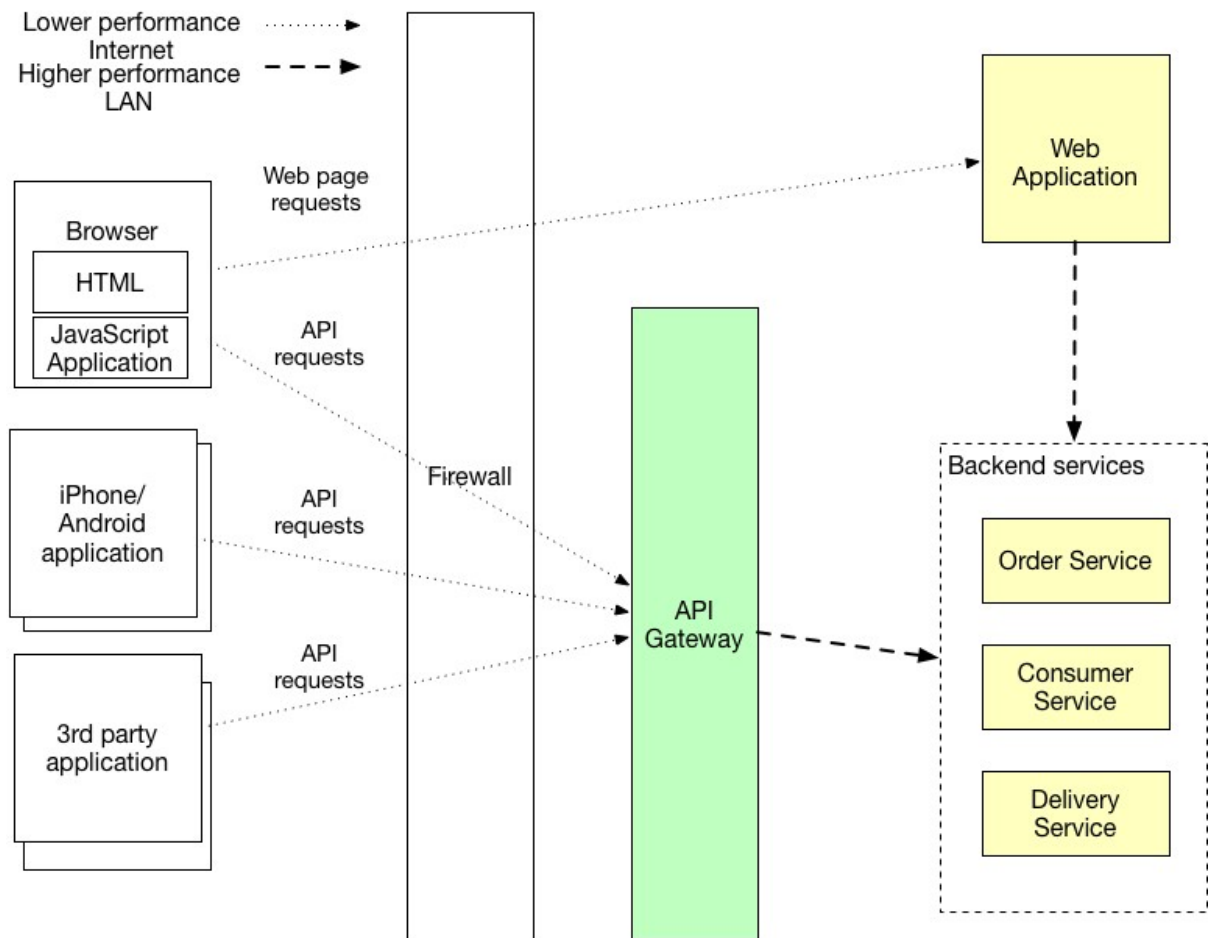 Lower performance
Internet
Higher performance
LAN
Web page
requests
Browser
HTML
JavaScript
Application
API
requests
iPhone/
Android
application
API
requests
3rd party
application
API
requests
Firewall
API
Gateway
Web
Application
Backend services
Order Service
Consumer
Service
Delivery
Service